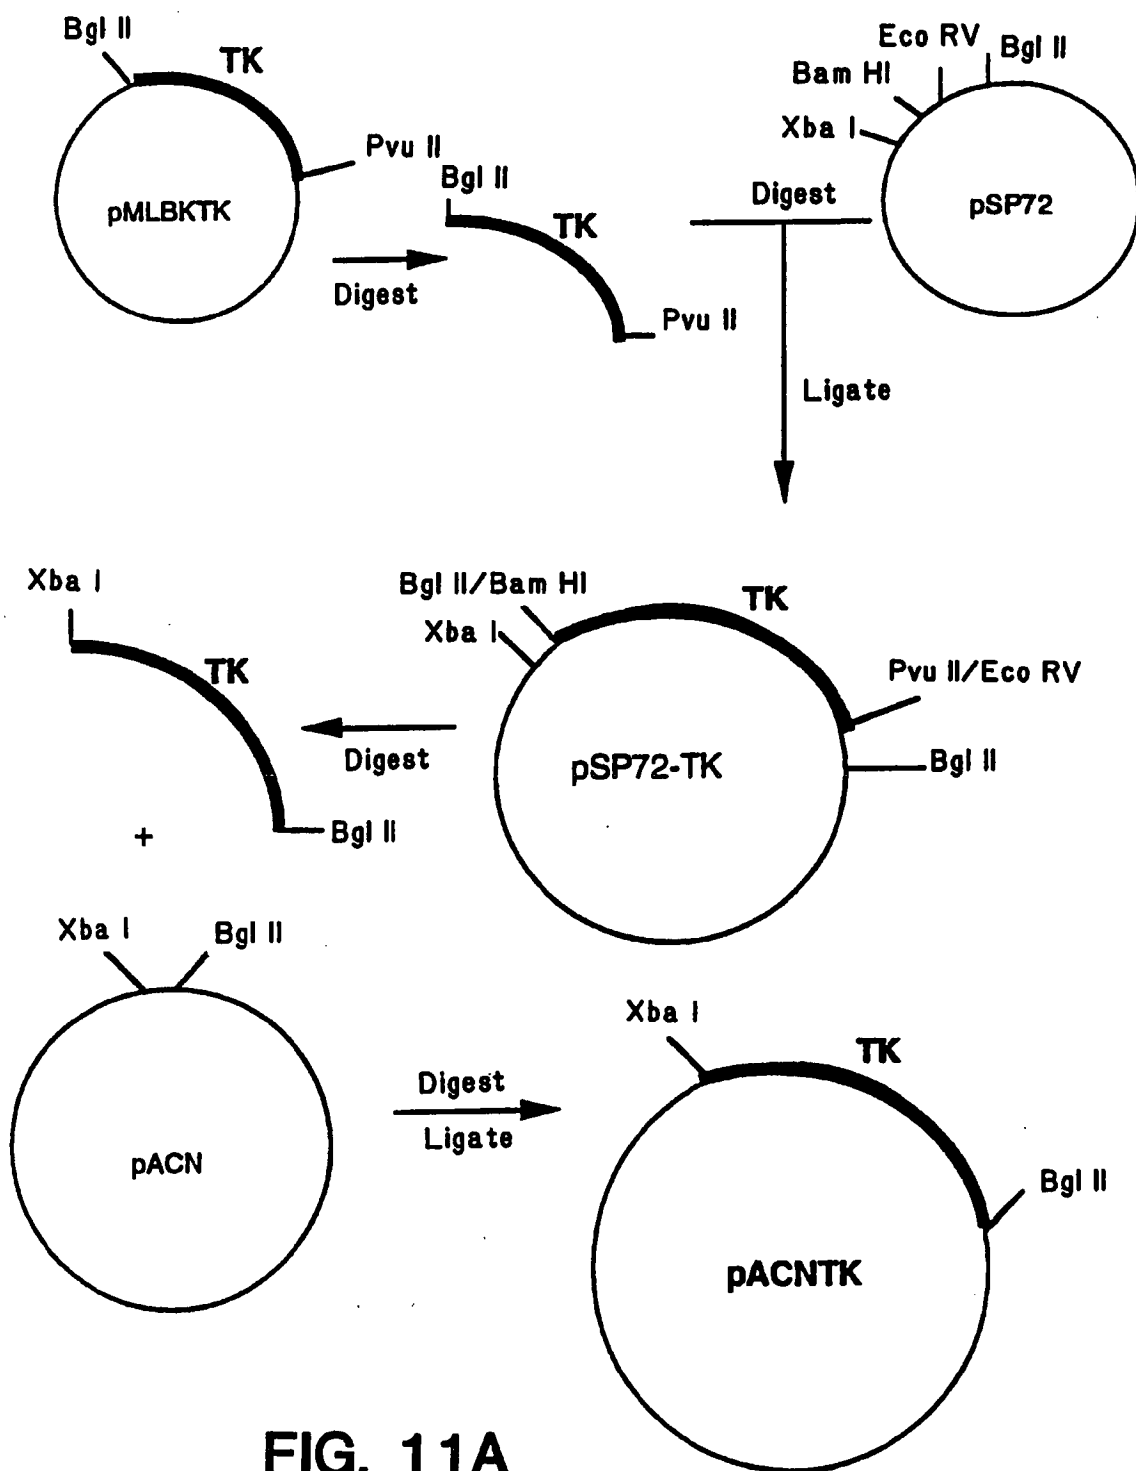 Bgl II
TK
Pvu II
pMLBKTK
Digest
Bgl II
TK
Pvu II
Digest
Ligate
Eco RV
Bgl II
Bam HI
Xba I
pSP72
Xba I
TK
Bgl II
+
Digest
Bgl II/Bam HI
Xba I
TK
Pvu II/Eco RV
Bgl II
pSP72-TK
Xba I
Bgl II
pACN
Digest
Ligate
Xba I
TK
Bgl II
pACNTK
FIG. 11A